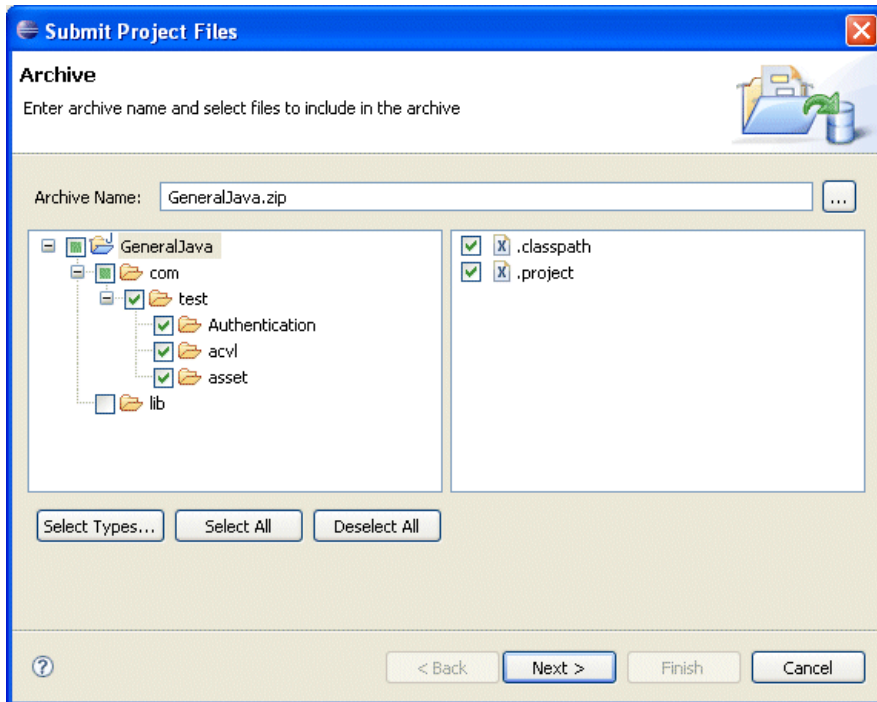 Submit Project Files
Archive
Enter archive name and select files to include in the archive
Archive Name: GeneralJava.zip ...
GeneralJava
com
test
Authentication
acvl
asset
lib
.classpath
.project
Select Types... Select All Deselect All
? < Back Next > Finish Cancel